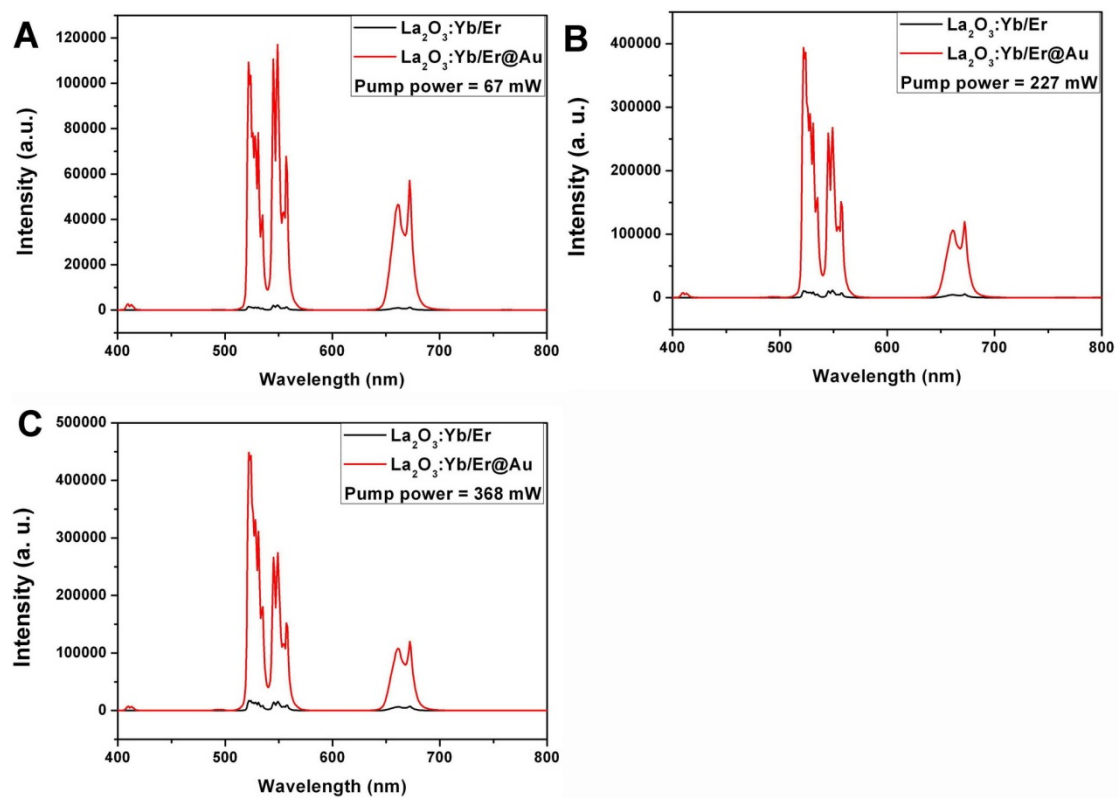 A
La₂O₃:Yb/Er
La₂O₃:Yb/Er@Au
Pump power = 67 mW
Intensity (a.u.)
120000
100000
80000
60000
40000
20000
0
400
500
600
700
800
Wavelength (nm)
B
La₂O₃:Yb/Er
La₂O₃:Yb/Er@Au
Pump power = 227 mW
Intensity (a. u.)
400000
300000
200000
100000
0
400
500
600
700
800
Wavelength (nm)
C
La₂O₃:Yb/Er
La₂O₃:Yb/Er@Au
Pump power = 368 mW
Intensity (a. u.)
500000
400000
300000
200000
100000
0
400
500
600
700
800
Wavelength (nm)